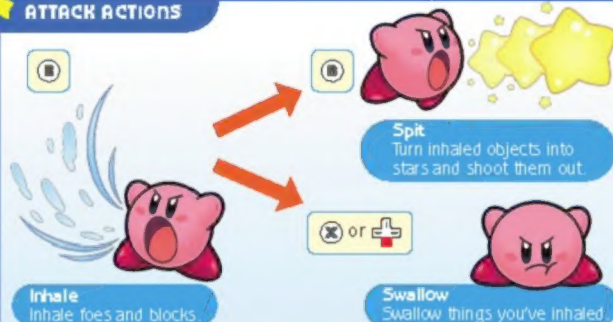 ATTACK ACTIONS
B
Inhale
Inhale foes and blocks.
B
Spit
Turn inhaled objects into
stars and shoot them out.
X or
Swallow
Swallow things you've inhaled.